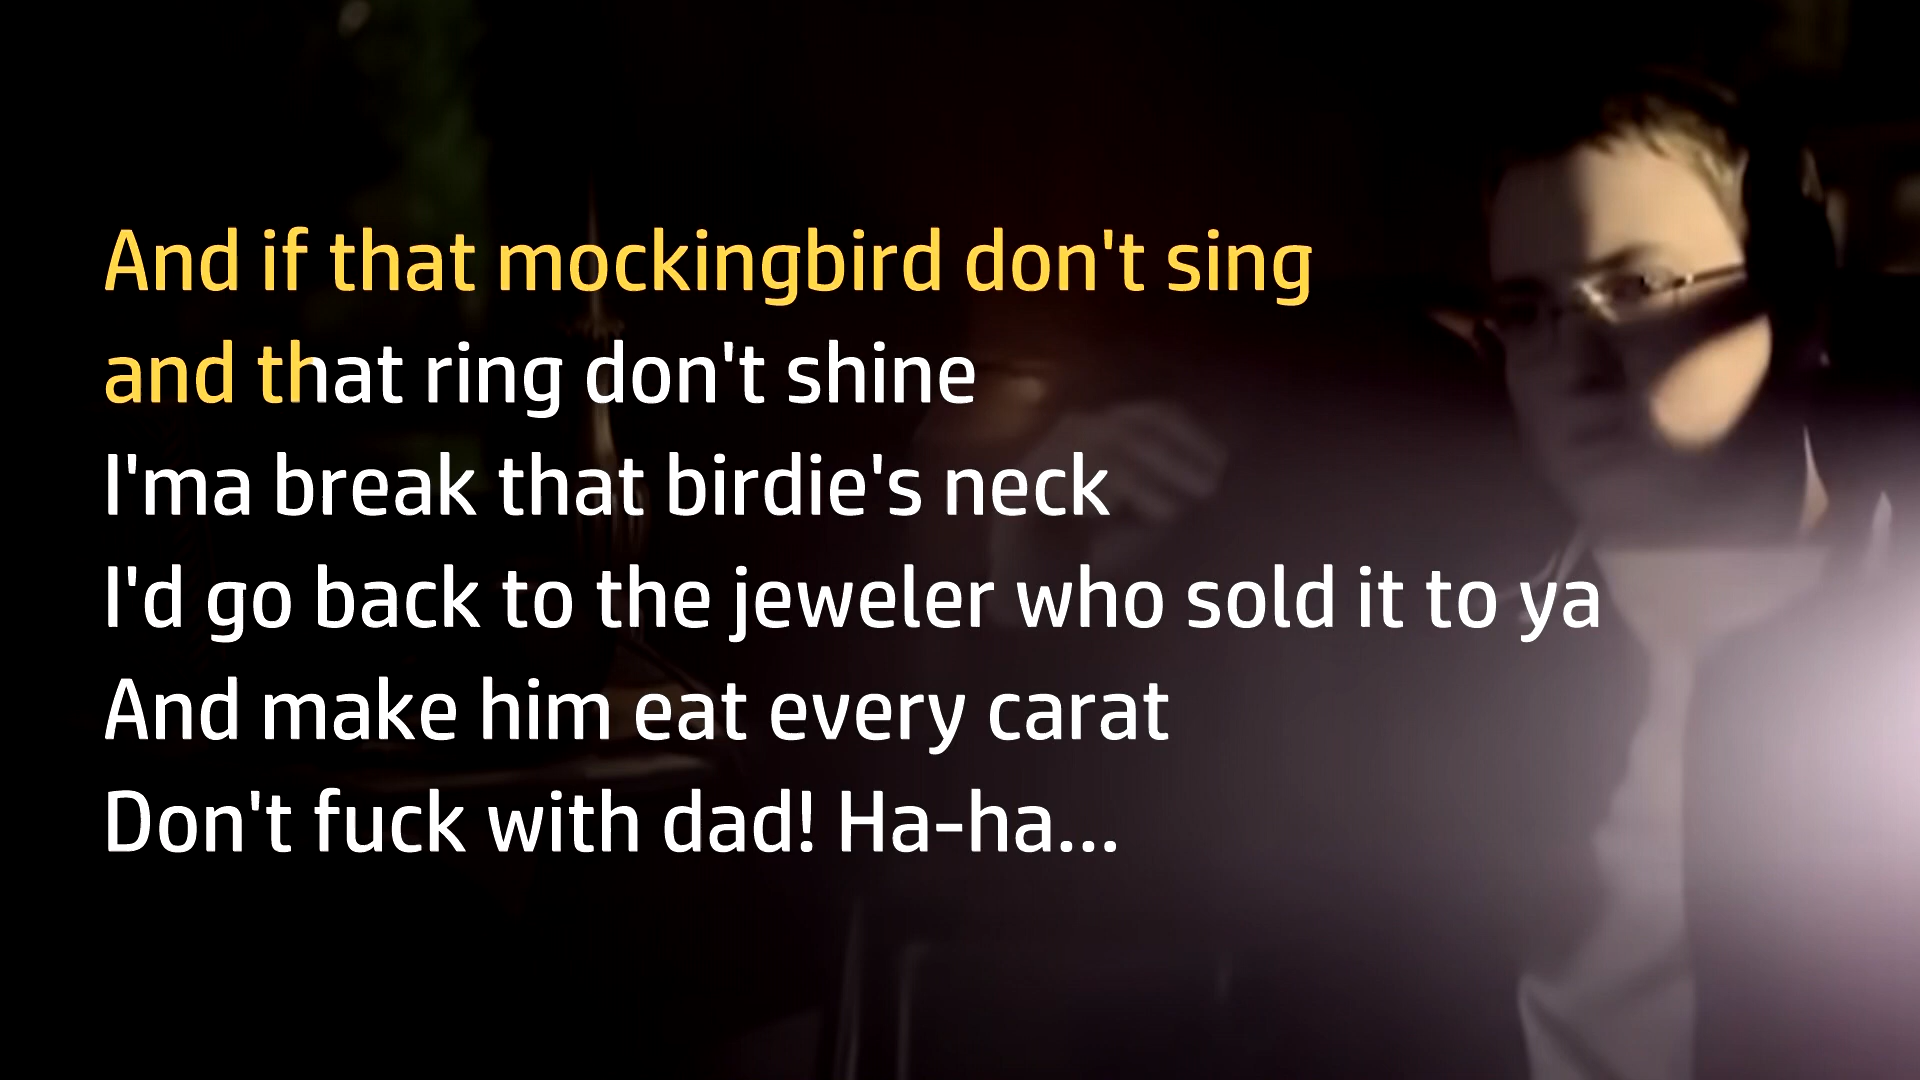 And if that mockingbird don't sing
and that ring don't shine
I'ma break that birdie's neck
I'd go back to the jeweler who sold it to ya
And make him eat every carat
Don't fuck with dad! Ha-ha...